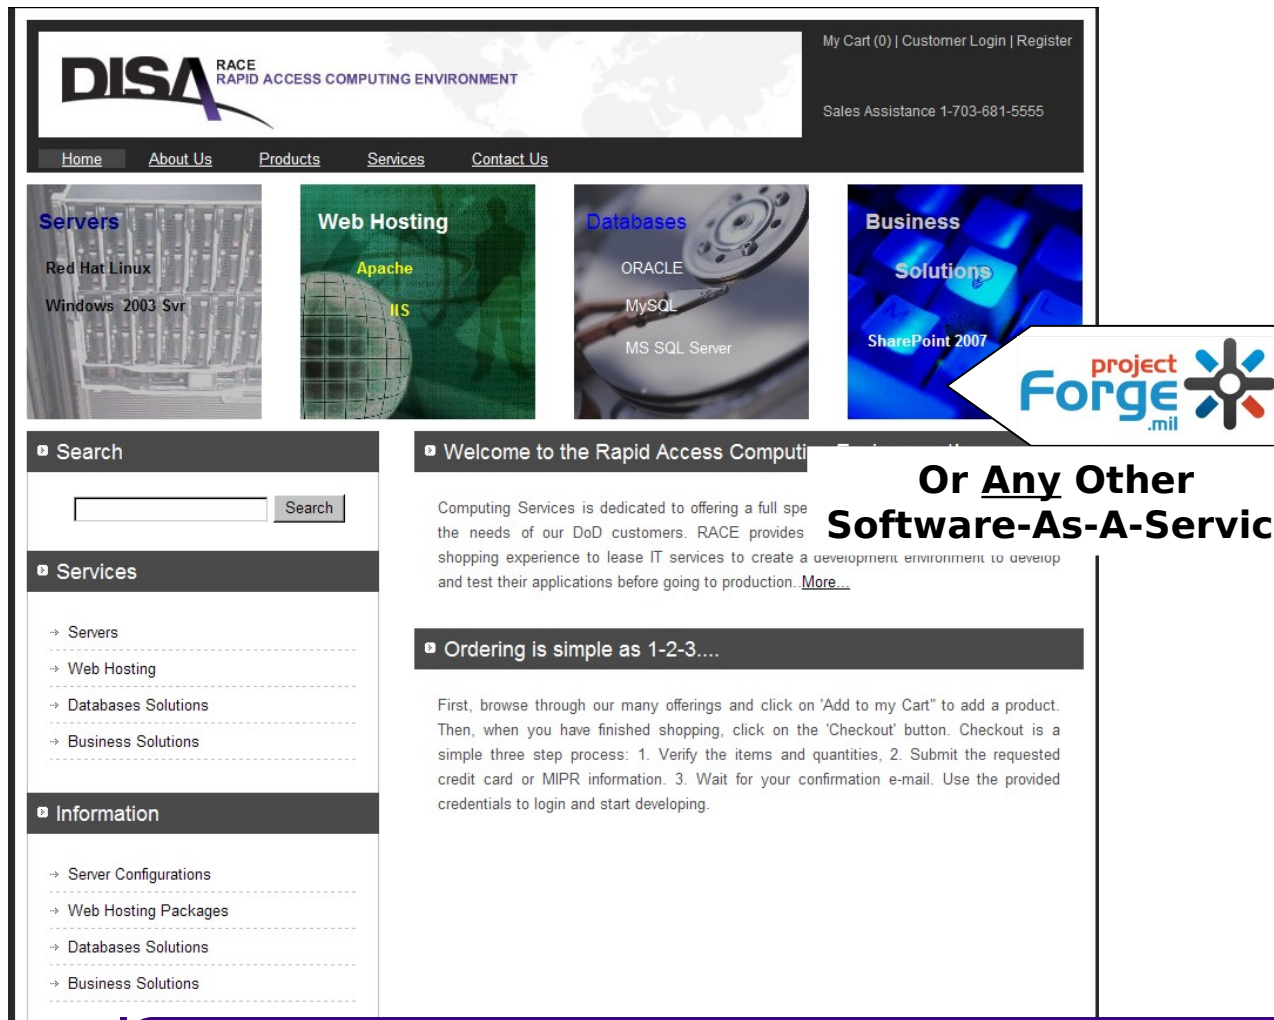 My Cart (0) | Customer Login | Register
DISA
RACE
RAPID ACCESS COMPUTING ENVIRONMENT
Sales Assistance 1-703-681-5555
Home About Us Products Services Contact Us
Servers
Red Hat Linux
Windows 2003 Svr
Web Hosting
Apache
IIS
Databases
ORACLE
MySQL
MS SQL Server
Business
Solutions
SharePoint 2007
project
Forge
.mil
Or Any Other
Software-As-A-Servic
Search
Search
Services
Servers
Web Hosting
Databases Solutions
Business Solutions
Information
Server Configurations
Web Hosting Packages
Databases Solutions
Business Solutions
Welcome to the Rapid Access Computi
Computing Services is dedicated to offering a full spe
the needs of our DoD customers. RACE provides
shopping experience to lease IT services to create a development environment to develop
and test their applications before going to production..More...
Ordering is simple as 1-2-3....
First, browse through our many offerings and click on 'Add to my Cart" to add a product.
Then, when you have finished shopping, click on the 'Checkout' button. Checkout is a
simple three step process: 1. Verify the items and quantities, 2. Submit the requested
credit card or MIPR information. 3. Wait for your confirmation e-mail. Use the provided
credentials to login and start developing.